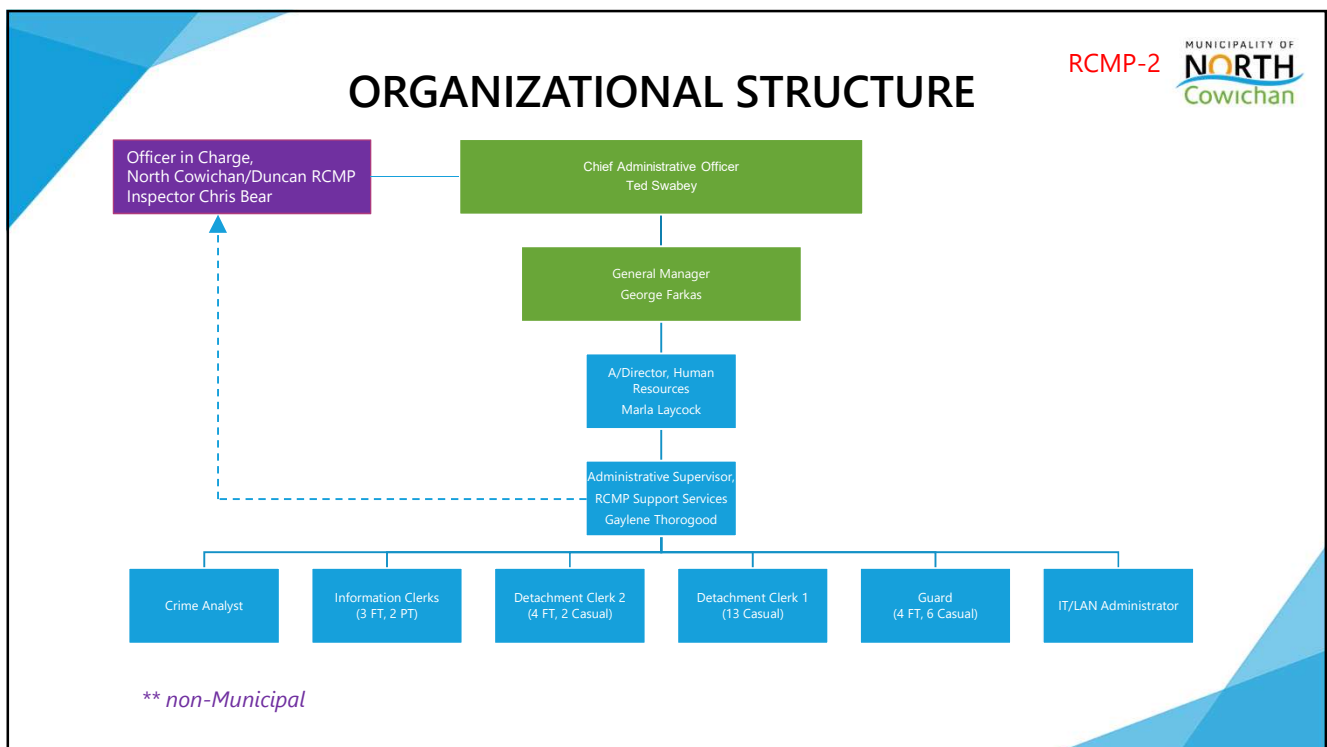 RCMP-2
MUNICIPALITY OF
NORTH
Cowichan
ORGANIZATIONAL STRUCTURE
Officer in Charge,
North Cowichan/Duncan RCMP
Inspector Chris Bear
Chief Administrative Officer
Ted Swabey
General Manager
George Farkas
A/Director, Human
Resources
Marla Laycock
Administrative Supervisor,
RCMP Support Services
Gaylene Thorogood
Crime Analyst
Information Clerks
(3 FT, 2 PT)
Detachment Clerk 2
(4 FT, 2 Casual)
Detachment Clerk 1
(13 Casual)
Guard
(4 FT, 6 Casual)
IT/LAN Administrator
** non-Municipal